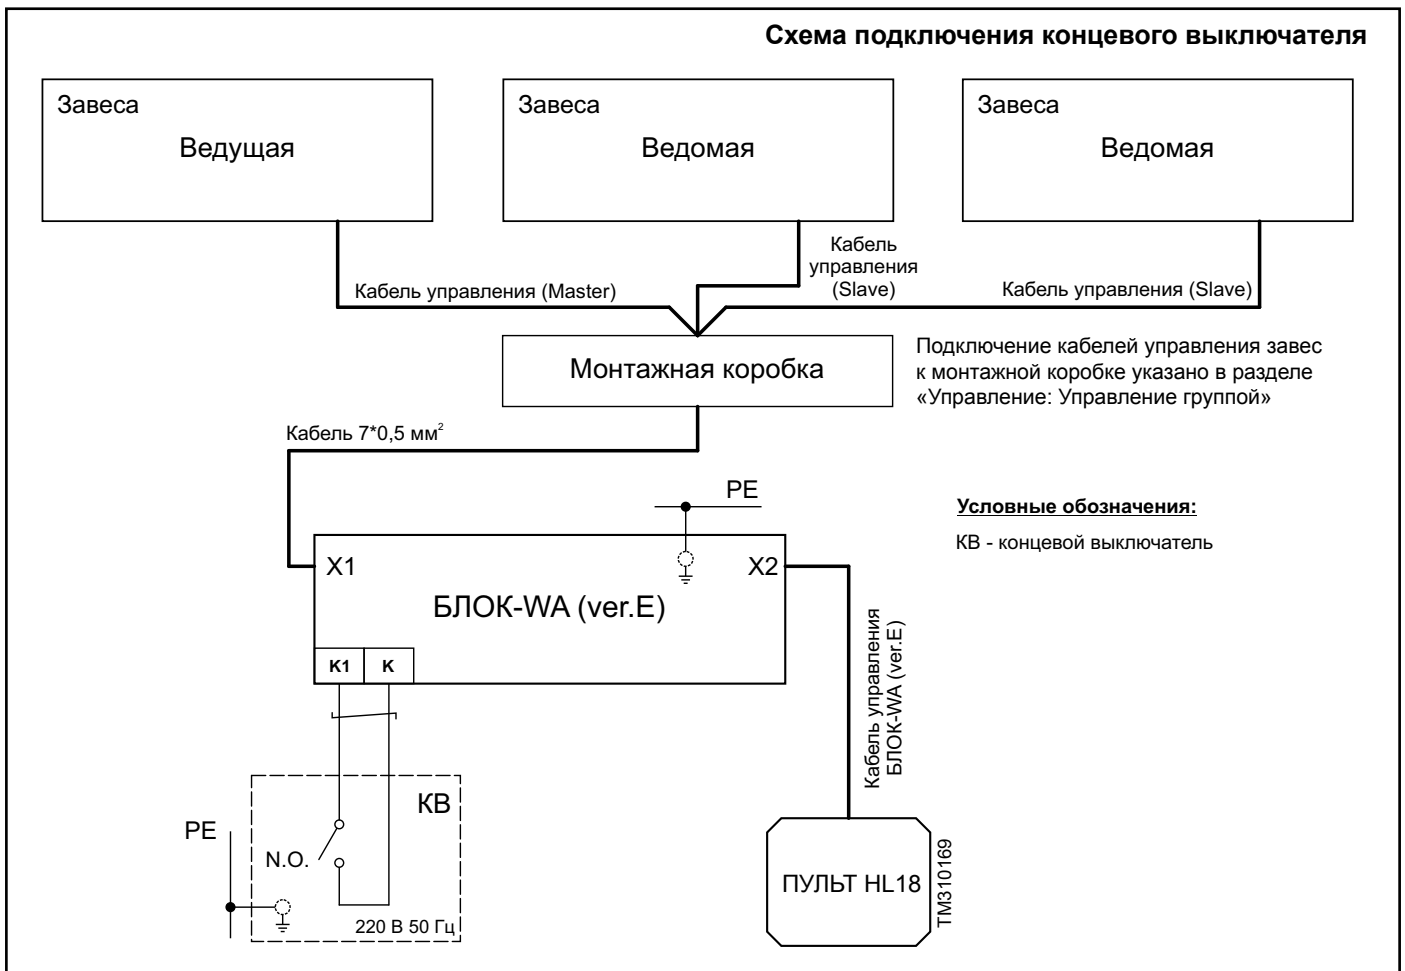 Схема подключения концевого выключателя
Завеса
Ведущая
Завеса
Ведомая
Завеса
Ведомая
Кабель управления (Master)
Кабель
управления
(Slave)
Кабель управления (Slave)
Монтажная коробка
Подключение кабелей управления завес
к монтажной коробке указано в разделе
«Управление: Управление группой»
Кабель 7*0,5 мм²
PE
Условные обозначения:
КВ - концевой выключатель
X1
X2
БЛОК-WA (ver.E)
K1
K
Кабель управления
БЛОК-WA (ver.E)
КВ
PE
N.O.
220 В 50 Гц
ПУЛЬТ HL18
TM310169